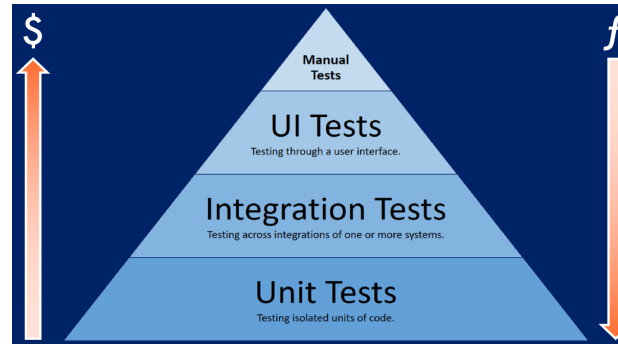 $
f
Manual
Tests
UI Tests
Testing through a user interface.
Integration Tests
Testing across integrations of one or more systems.
Unit Tests
Testing isolated units of code.